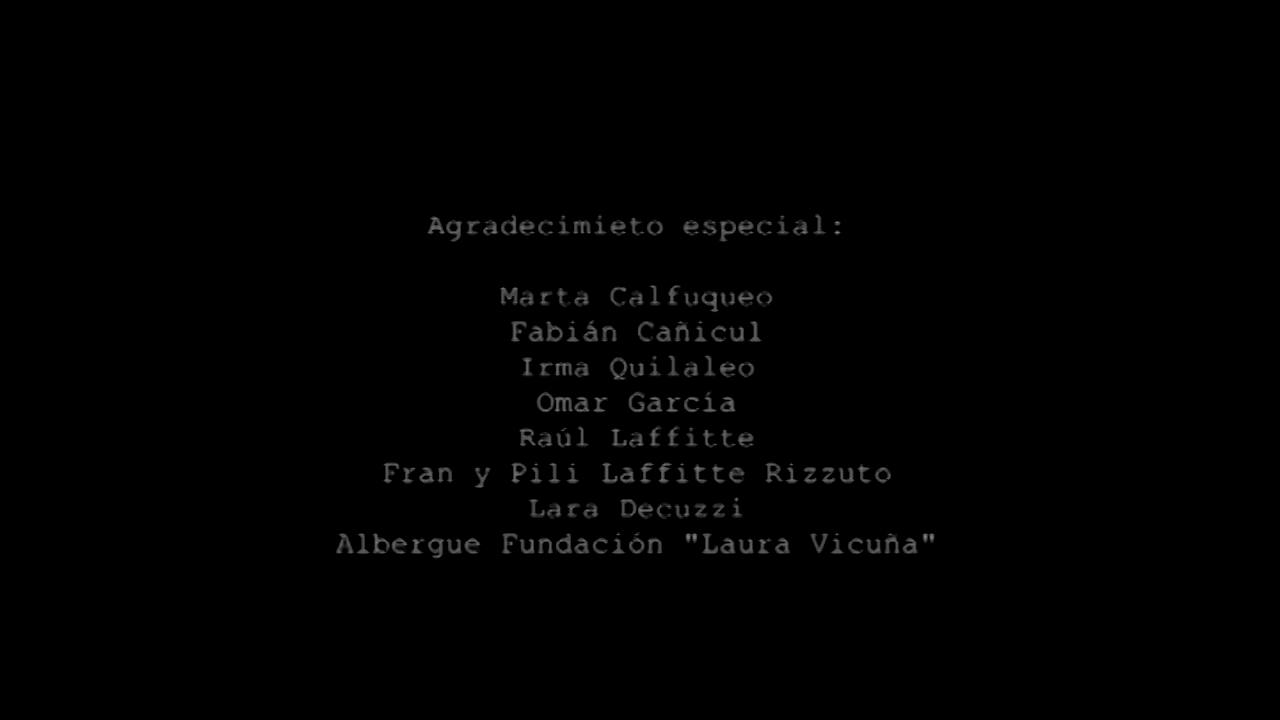 Agradecimieto especial:
Marta Calfuqueo
Fabián Cañicul
Irma Quilaleo
Omar García
Raúl Laffitte
Fran y Pili Laffitte Rizzuto
Lara Decuzzi
Albergue Fundación "Laura Vicuña"